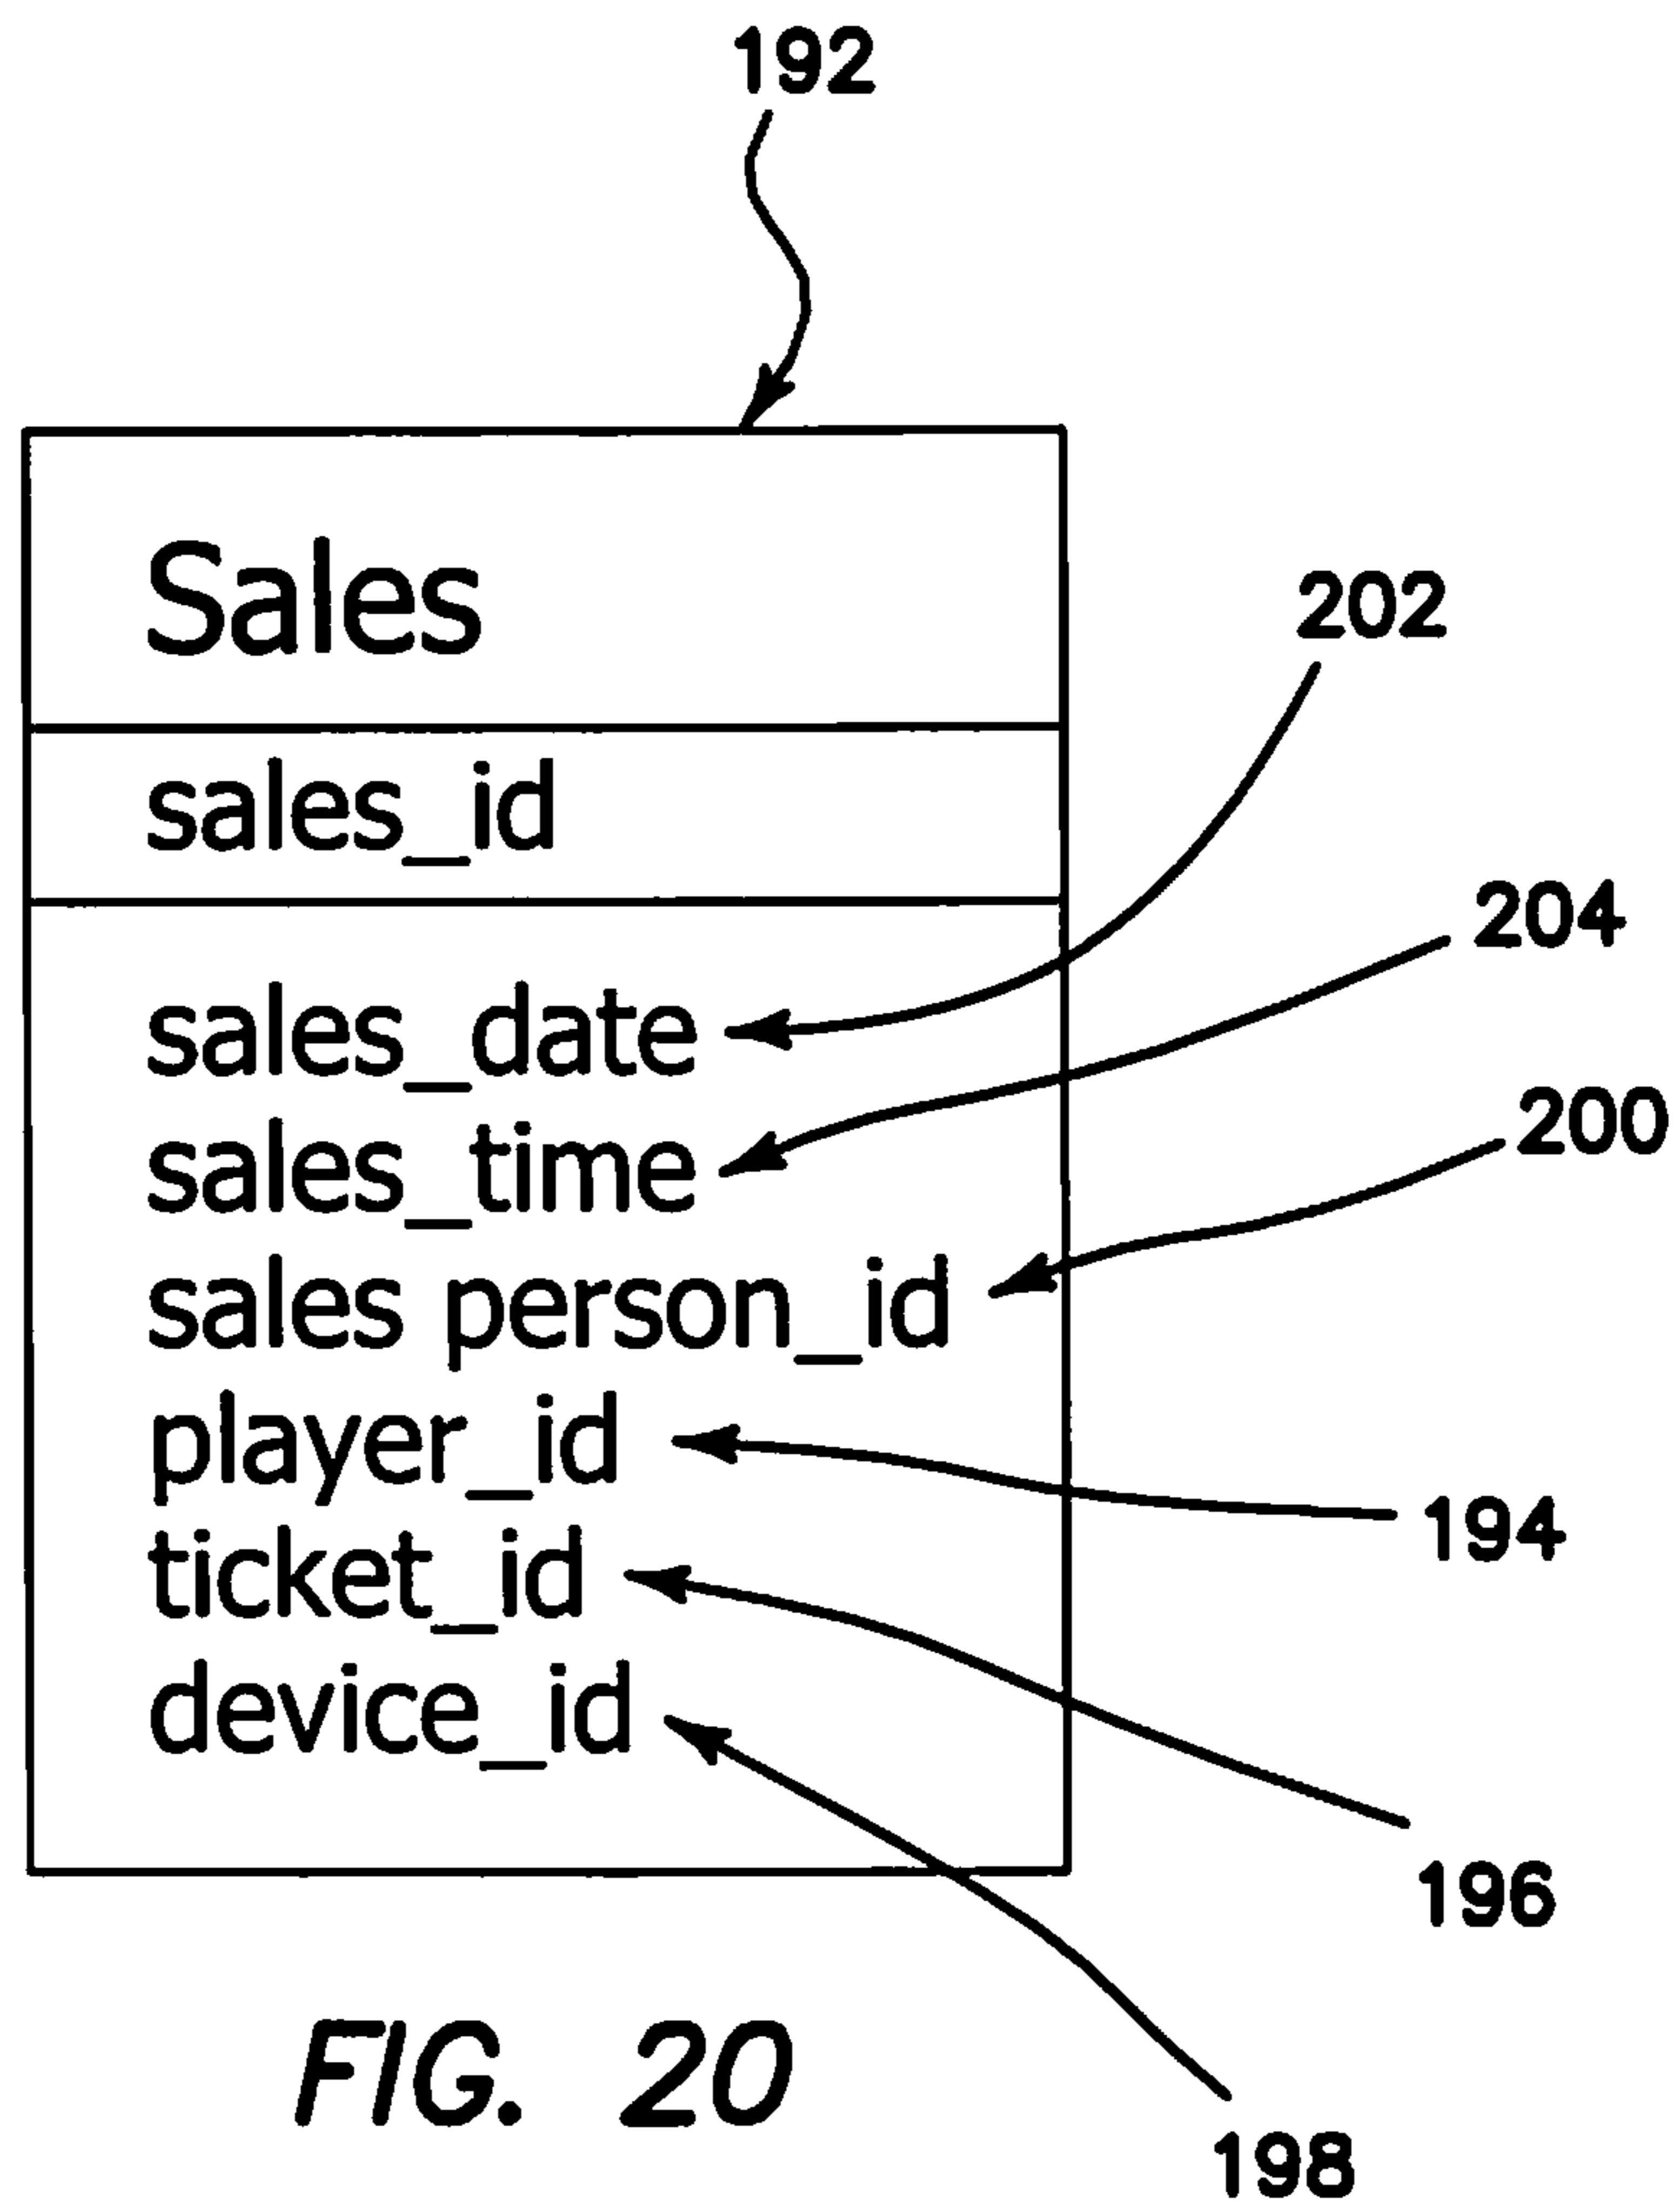 192
Sales
202
sales_id
204
sales_date
200
sales_time
sales person_id
player_id
194
ticket_id
device_id
196
FIG. 20
198